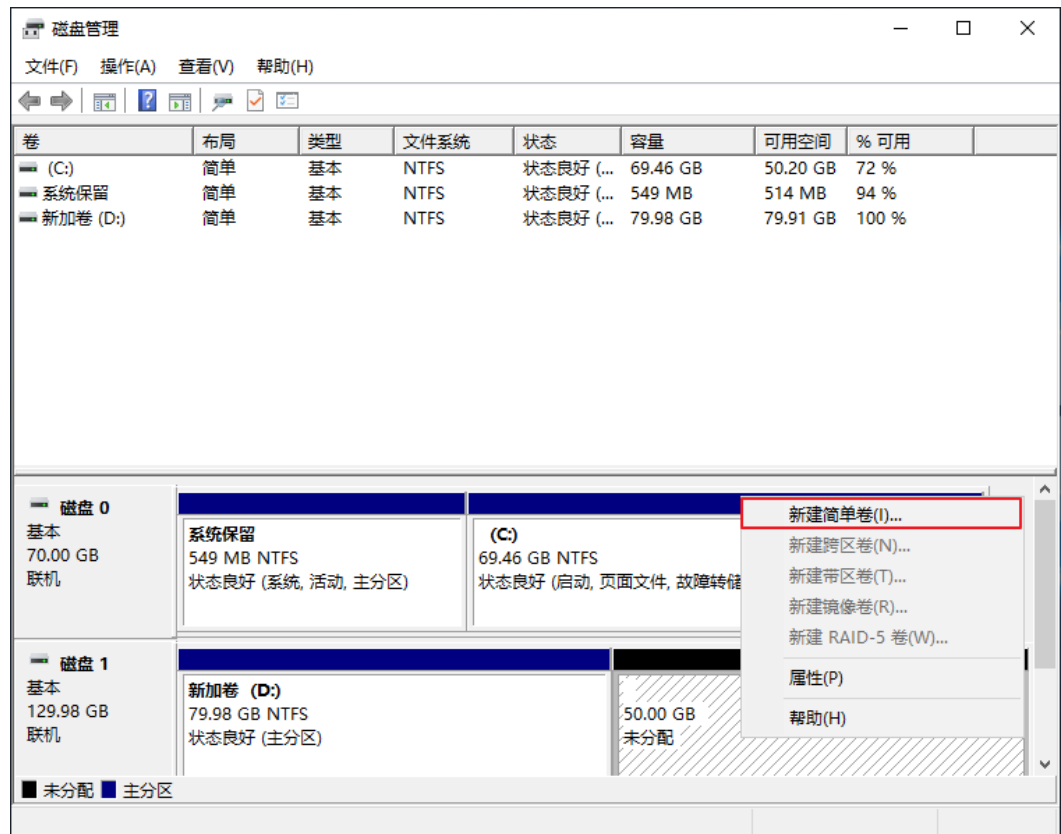 磁盘管理
文件(F) 操作(A) 查看(V) 帮助(H)
卷 布局 类型 文件系统 状态 容量 可用空间 % 可用
(C:) 简单 基本 NTFS 状态良好 (... 69.46 GB 50.20 GB 72 %
系统保留 简单 基本 NTFS 状态良好 (... 549 MB 514 MB 94 %
新加卷 (D:) 简单 基本 NTFS 状态良好 (... 79.98 GB 79.91 GB 100 %
磁盘 0
基本
70.00 GB
联机
系统保留
549 MB NTFS
状态良好 (系统, 活动, 主分区)
(C:)
69.46 GB NTFS
状态良好 (启动, 页面文件, 故障转储
新建简单卷(I)...
新建跨区卷(N)...
新建带区卷(T)...
新建镜像卷(R)...
新建 RAID-5 卷(W)...
属性(P)
帮助(H)
磁盘 1
基本
129.98 GB
联机
新加卷 (D:)
79.98 GB NTFS
状态良好 (主分区)
50.00 GB
未分配
未分配 主分区